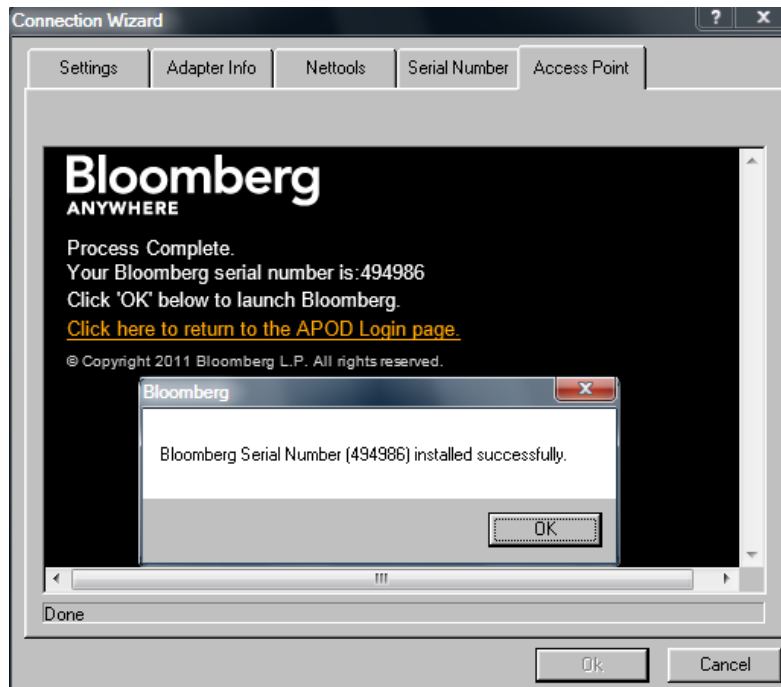 Connection Wizard
? x
Settings Adapter Info Nettools Serial Number Access Point
Bloomberg
ANYWHERE
Process Complete.
Your Bloomberg serial number is:494986
Click 'OK' below to launch Bloomberg.
Click here to return to the APOD Login page.
© Copyright 2011 Bloomberg L.P. All rights reserved.
Bloomberg
Bloomberg Serial Number (494986) installed successfully.
OK
Done
Ok Cancel